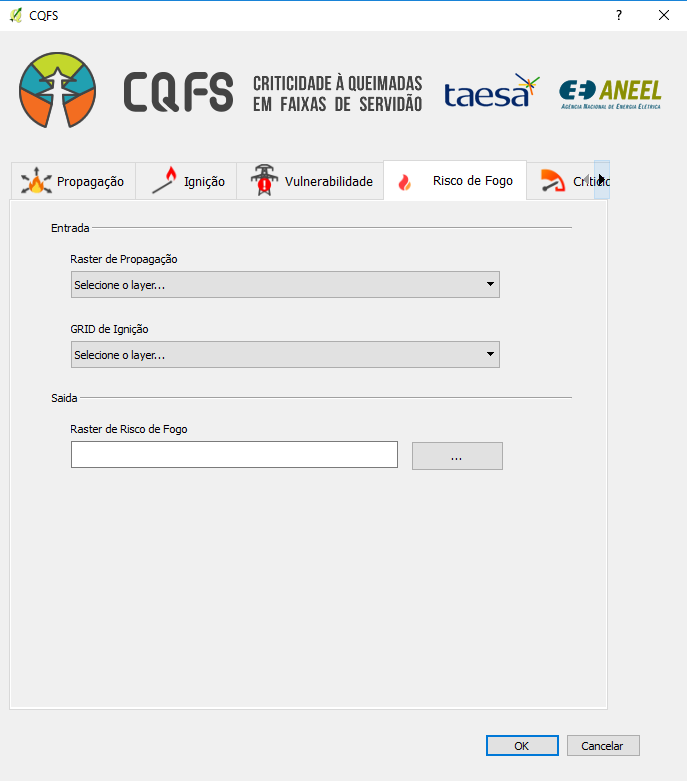 CQFS
?
CQFS
CRITICIDADE À QUEIMADAS
EM FAIXAS DE SERVIDÃO
taesa
ANEEL
AGÊNCIA NACIONAL DE ENERGIA ELÉTRICA
Propagação
Ignição
Vulnerabilidade
Risco de Fogo
Entrada
Raster de Propagação
Selecione o layer...
GRID de Ignição
Selecione o layer...
Saida
Raster de Risco de Fogo
...
OK
Cancelar